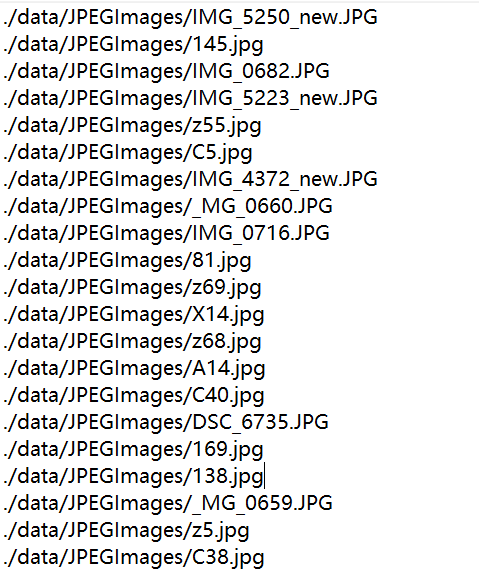 ./data/JPEGImages/IMG_5250_new.JPG
./data/JPEGImages/145.jpg
./data/JPEGImages/IMG_0682.JPG
./data/JPEGImages/IMG_5223_new.JPG
./data/JPEGImages/z55.jpg
./data/JPEGImages/C5.jpg
./data/JPEGImages/IMG_4372_new.JPG
./data/JPEGImages/_MG_0660.JPG
./data/JPEGImages/IMG_0716.JPG
./data/JPEGImages/81.jpg
./data/JPEGImages/z69.jpg
./data/JPEGImages/X14.jpg
./data/JPEGImages/z68.jpg
./data/JPEGImages/A14.jpg
./data/JPEGImages/C40.jpg
./data/JPEGImages/DSC_6735.JPG
./data/JPEGImages/169.jpg
./data/JPEGImages/138.jpg
./data/JPEGImages/_MG_0659.JPG
./data/JPEGImages/z5.jpg
./data/JPEGImages/C38.jpg